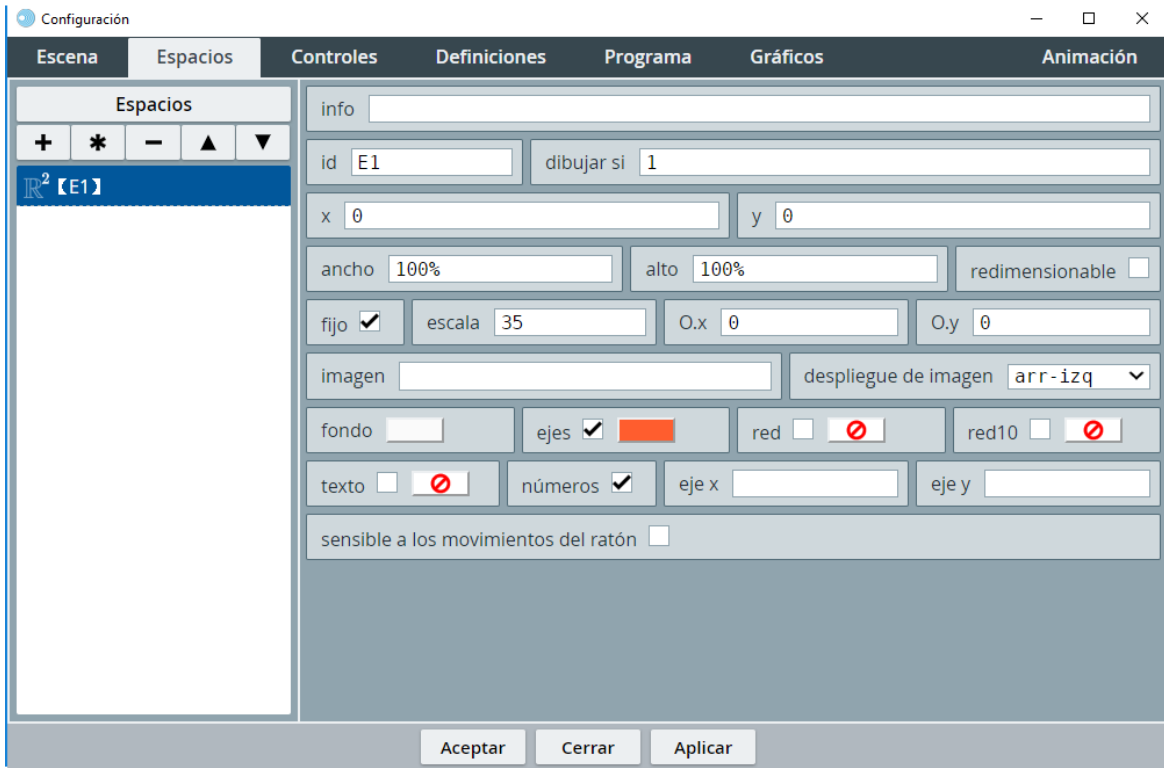 Configuración
Escena Espacios Controles Definiciones Programa Gráficos Animación
Espacios
+ * − ▲ ▼
ℝ² 【E1】
info
id E1 dibujar si 1
x 0 y 0
ancho 100% alto 100% redimensionable
fijo escala 35 O.x 0 O.y 0
imagen despliegue de imagen arr-izq
fondo ejes red red10
texto números eje x eje y
sensible a los movimientos del ratón
Aceptar Cerrar Aplicar